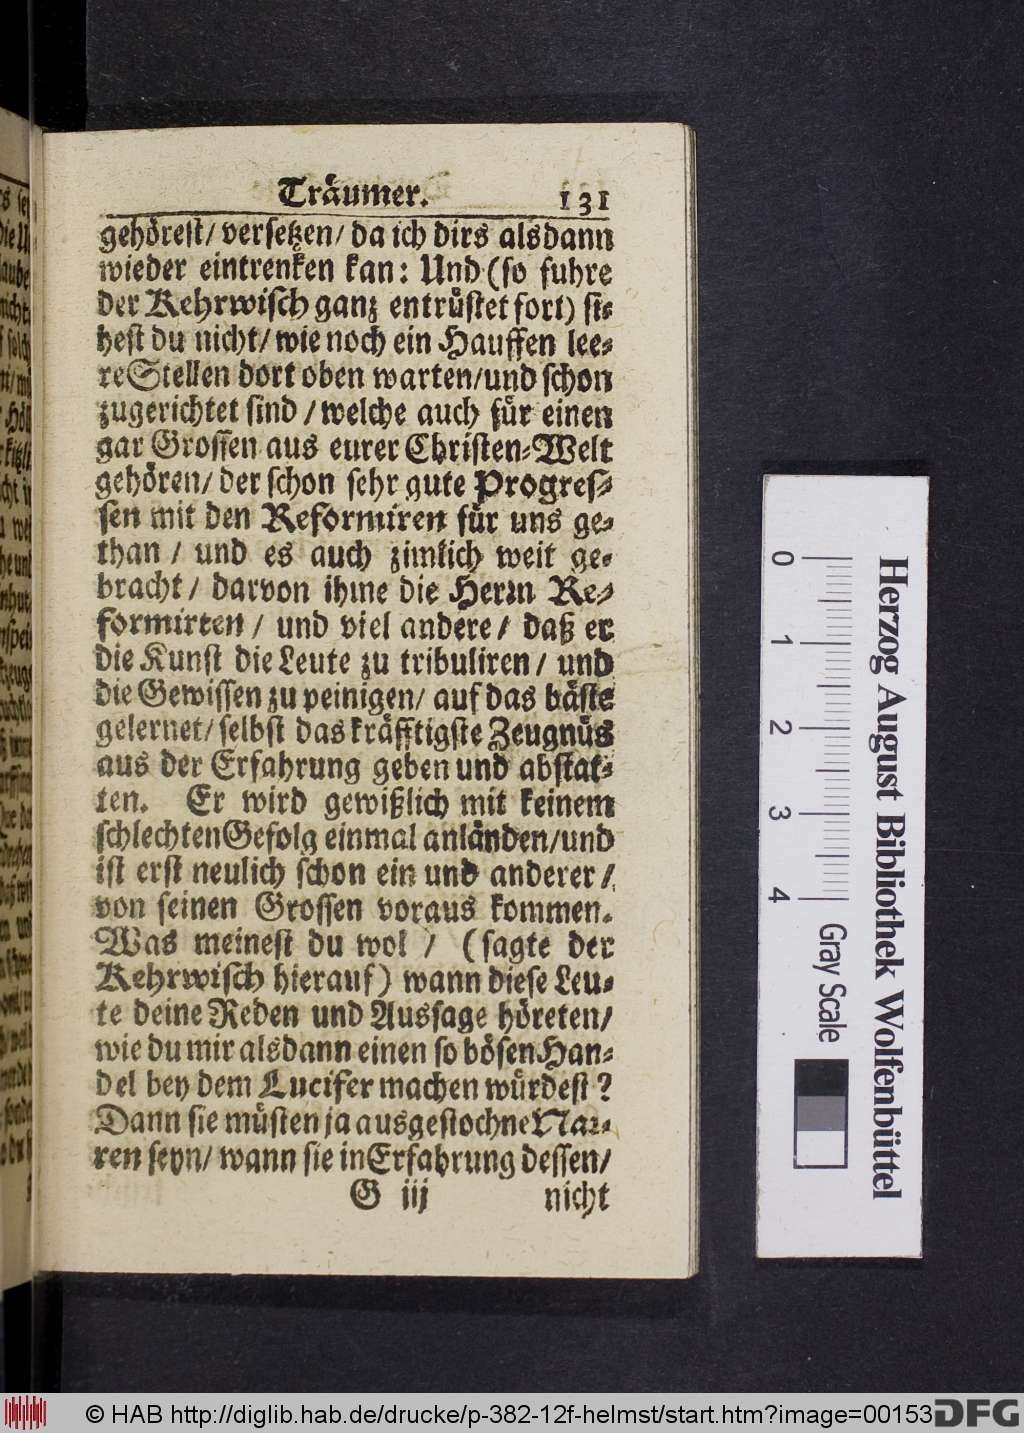 Träumer. 131
gehörest/ versetzen/ da ich dirs alsdann
wieder eintrenken kan: Und (so fuhre
der Kehrwisch ganz entrüstet fort) si-
hest du nicht/ wie noch ein Hauffen lee-
re Stellen dort oben warten/und schon
zugerichtet sind / welche auch für einen
gar Grossen aus eurer Christen-Welt
gehören/ der schon sehr gute Progres-
sen mit den Reformiren für uns ge-
than / und es auch zimlich weit ge-
bracht / darvon ihme die Herrn Re-
formirten / und viel andere / daß er
die Kunst die Leute zu tribuliren / und
die Gewissen zu peinigen/ auf das bäste
gelernet/ selbst das kräfftigste Zeugnüs
aus der Erfahrung geben und abstat-
ten. Er wird gewißlich mit keinem
schlechten Gefolg einmal anländen/und
ist erst neulich schon ein und anderer /
von seinen Grossen voraus kommen.
Was meinest du wol / (sagte der
Kehrwisch hierauf) wann diese Leu-
te deine Reden und Aussage höreten/
wie du mir alsdann einen so bösen Han-
del bey dem Lucifer machen würdest?
Dann sie müsten ja ausgestochne Nar-
ren seyn/ wann sie in Erfahrung dessen/
G iij nicht
0 1 2 3 4 Gray Scale
Herzog August Bibliothek Wolfenbüttel
© HAB http://diglib.hab.de/drucke/p-382-12f-helmst/start.htm?image=00153
DFG